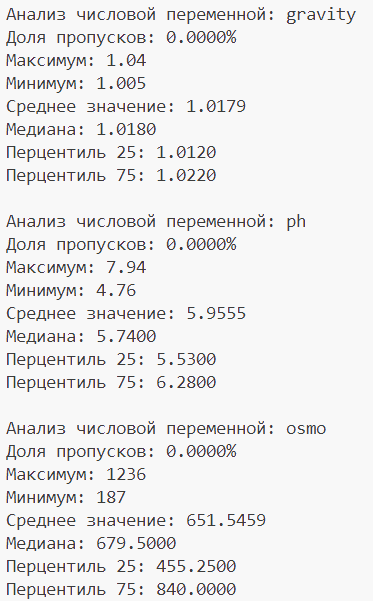 Анализ числовой переменной: gravity
Доля пропусков: 0.0000%
Максимум: 1.04
Минимум: 1.005
Среднее значение: 1.0179
Медиана: 1.0180
Перцентиль 25: 1.0120
Перцентиль 75: 1.0220

Анализ числовой переменной: ph
Доля пропусков: 0.0000%
Максимум: 7.94
Минимум: 4.76
Среднее значение: 5.9555
Медиана: 5.7400
Перцентиль 25: 5.5300
Перцентиль 75: 6.2800

Анализ числовой переменной: osmo
Доля пропусков: 0.0000%
Максимум: 1236
Минимум: 187
Среднее значение: 651.5459
Медиана: 679.5000
Перцентиль 25: 455.2500
Перцентиль 75: 840.0000